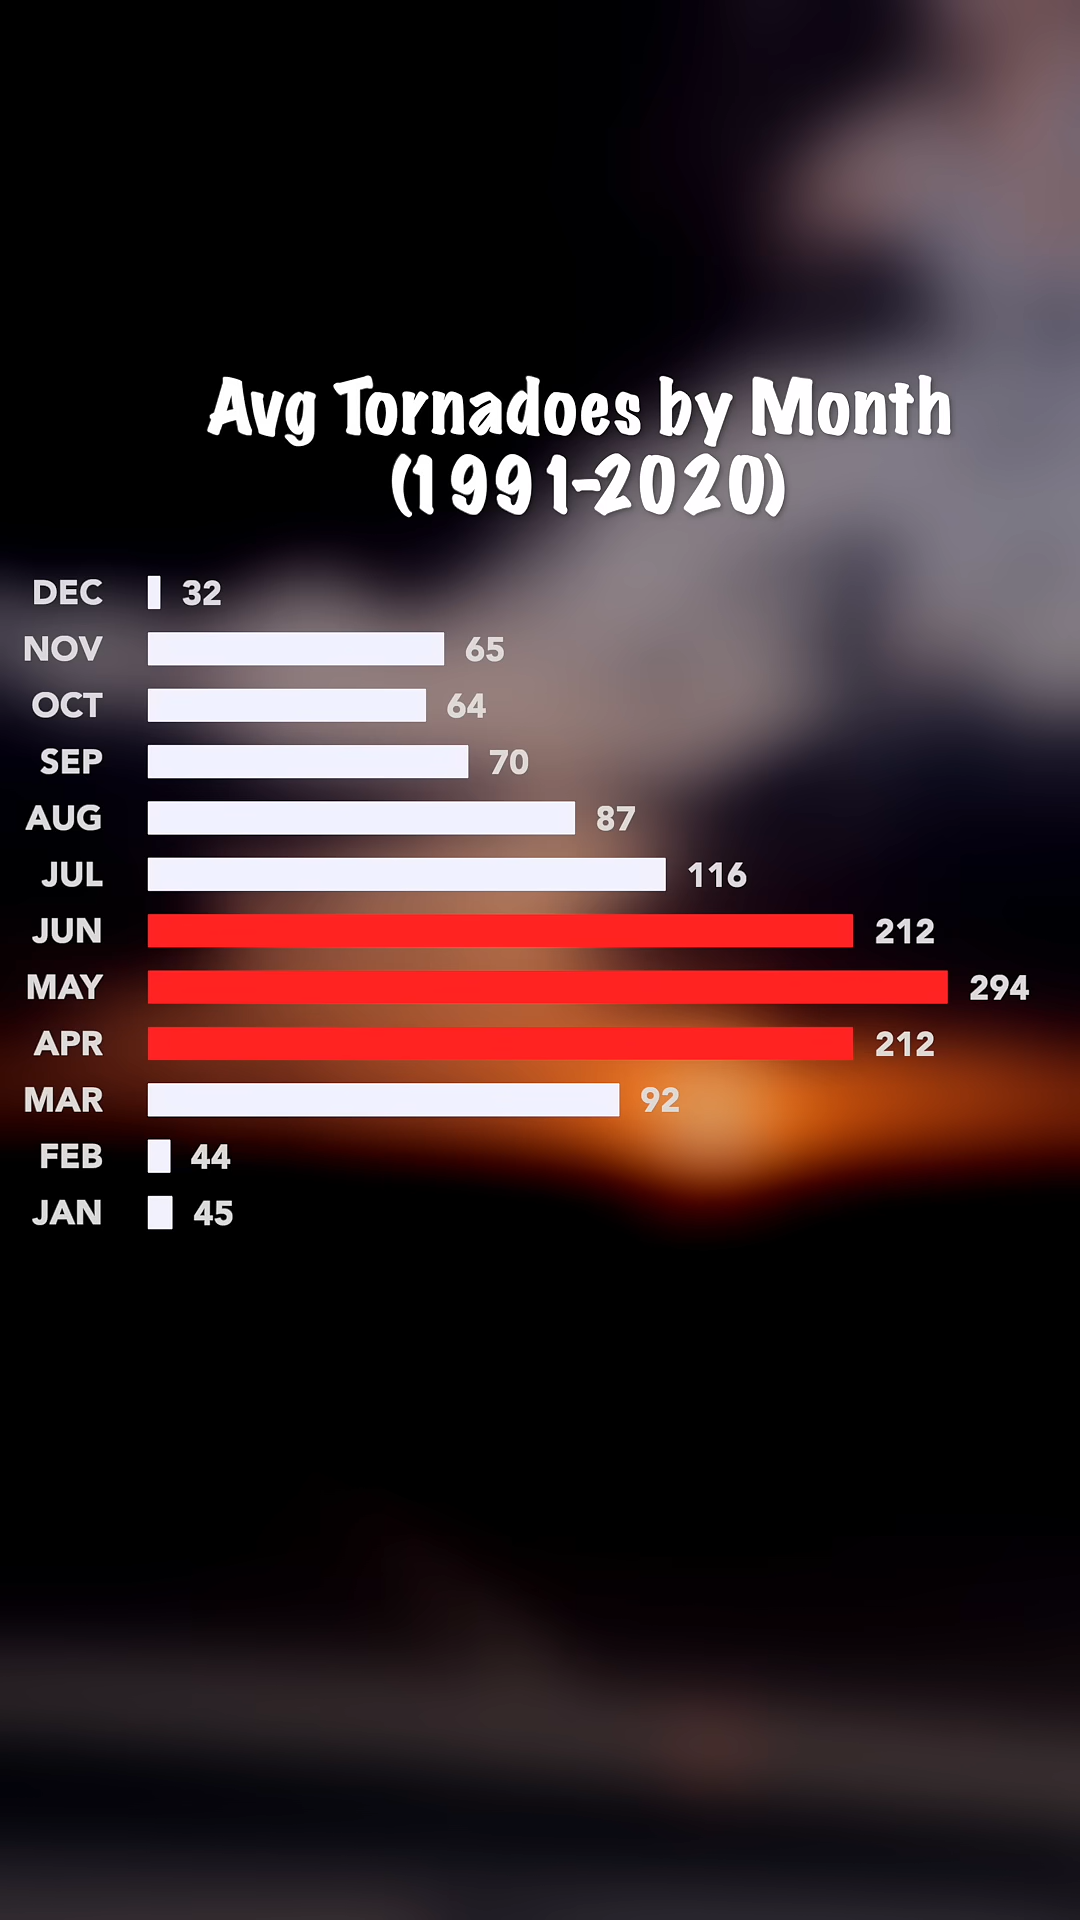 Avg Tornadoes by Month
(1991-2020)
DEC 32
NOV 65
OCT 64
SEP 70
AUG 87
JUL 116
JUN 212
MAY 294
APR 212
MAR 92
FEB 44
JAN 45